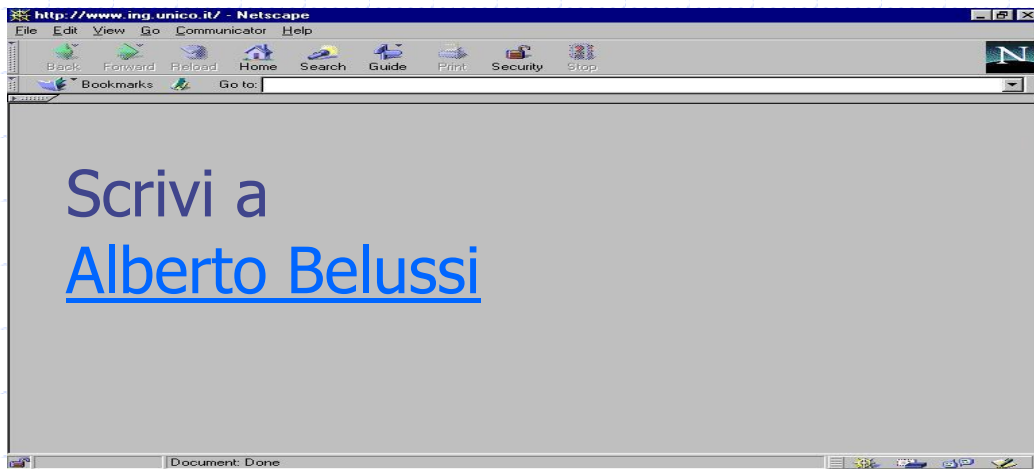 http://www.ing.unico.it/ - Netscape
File Edit View Go Communicator Help
Back Forward Reload Home Search Guide Print Security Stop
N
Bookmarks Go to:
Scrivi a
Alberto Belussi
Document: Done